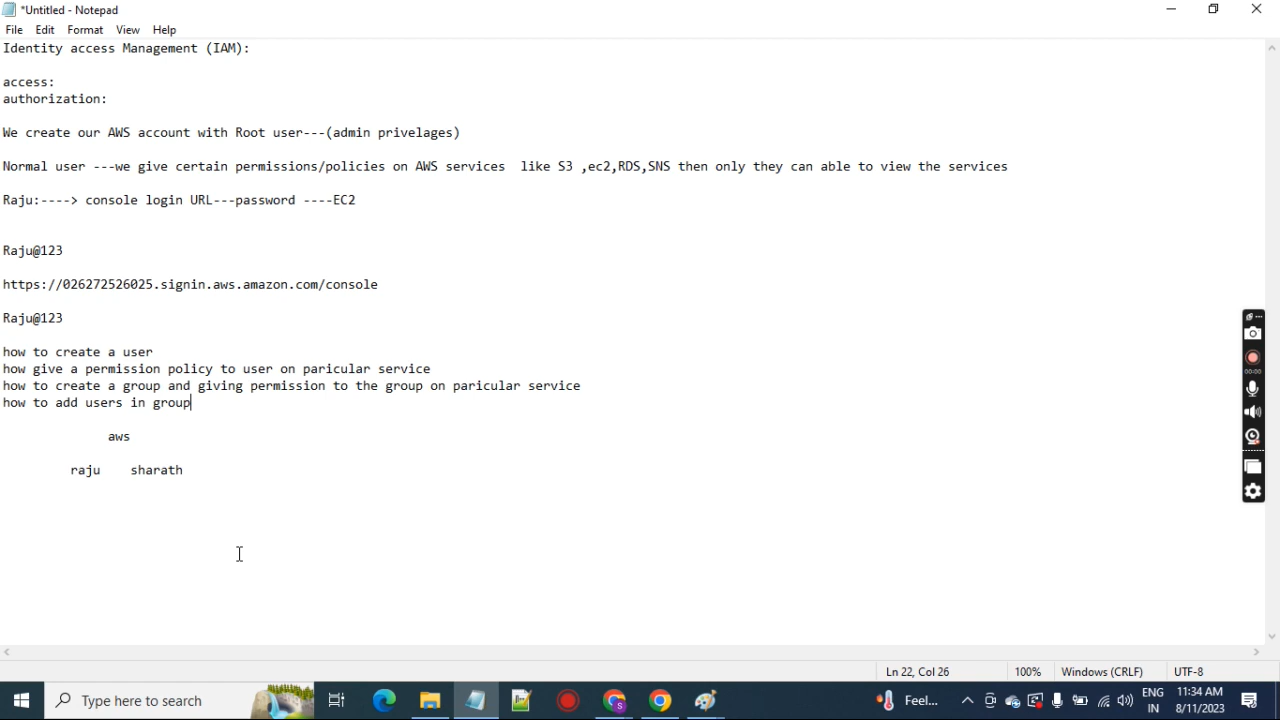 *Untitled - Notepad
File Edit Format View Help
Identity access Management (IAM):
access:
authorization:
We create our AWS account with Root user---(admin privelages)
Normal user ---we give certain permissions/policies on AWS services  like S3 ,ec2,RDS,SNS then only they can able to view the services
Raju:----> console login URL---password ----EC2
Raju@123
https://026272526025.signin.aws.amazon.com/console
Raju@123
how to create a user
how give a permission policy to user on paricular service
how to create a group and giving permission to the group on paricular service
how to add users in group
aws
raju    sharath
00:00
Ln 22, Col 26 100% Windows (CRLF) UTF-8
Type here to search
Feel...
ENG 11:34 AM
IN 8/11/2023